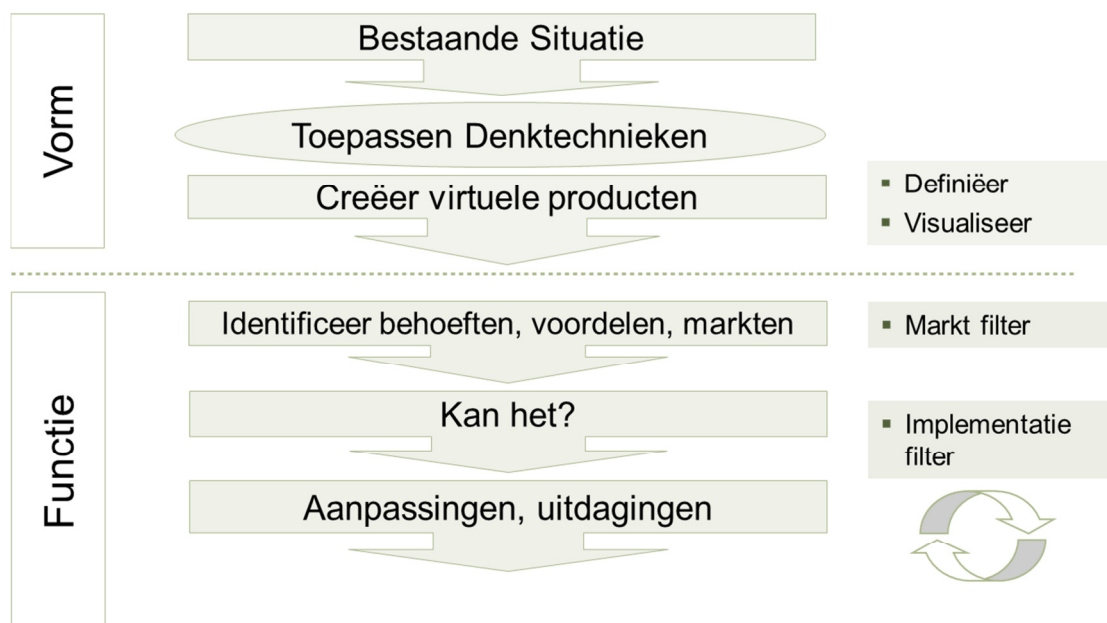 Vorm
Bestaande Situatie
Toepassen Denktechnieken
Creëer virtuele producten
Definiëer
Visualiseer
Functie
Identificeer behoeften, voordelen, markten
Markt filter
Kan het?
Implementatie
filter
Aanpassingen, uitdagingen